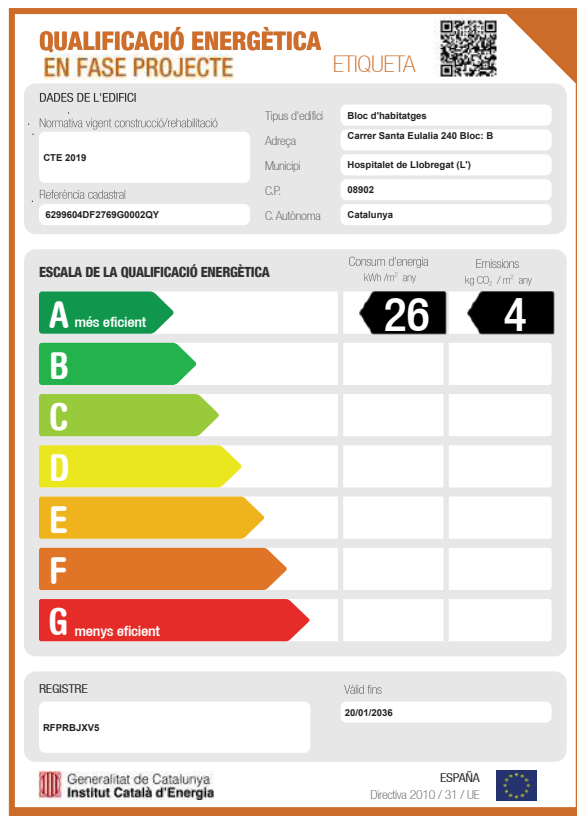 QUALIFICACIÓ ENERGÈTICA
EN FASE PROJECTE
ETIQUETA
DADES DE L'EDIFICI
Normativa vigent construcció/rehabilitació
CTE 2019
Referència cadastral
6299604DF2769G0002QY
Tipus d'edifici
Bloc d'habitatges
Adreça
Carrer Santa Eulalia 240 Bloc: B
Municipi
Hospitalet de Llobregat (L')
C.P.
08902
C. Autònoma
Catalunya
ESCALA DE LA QUALIFICACIÓ ENERGÈTICA
Consum d'energia
kWh /m² any
Emissions
kg CO₂ / m² any
A més eficient
26
4
B
C
D
E
F
G menys eficient
REGISTRE
RFPRBJXV5
Vàlid fins
20/01/2036
Generalitat de Catalunya
Institut Català d'Energia
ESPAÑA
Directiva 2010 / 31 / UE